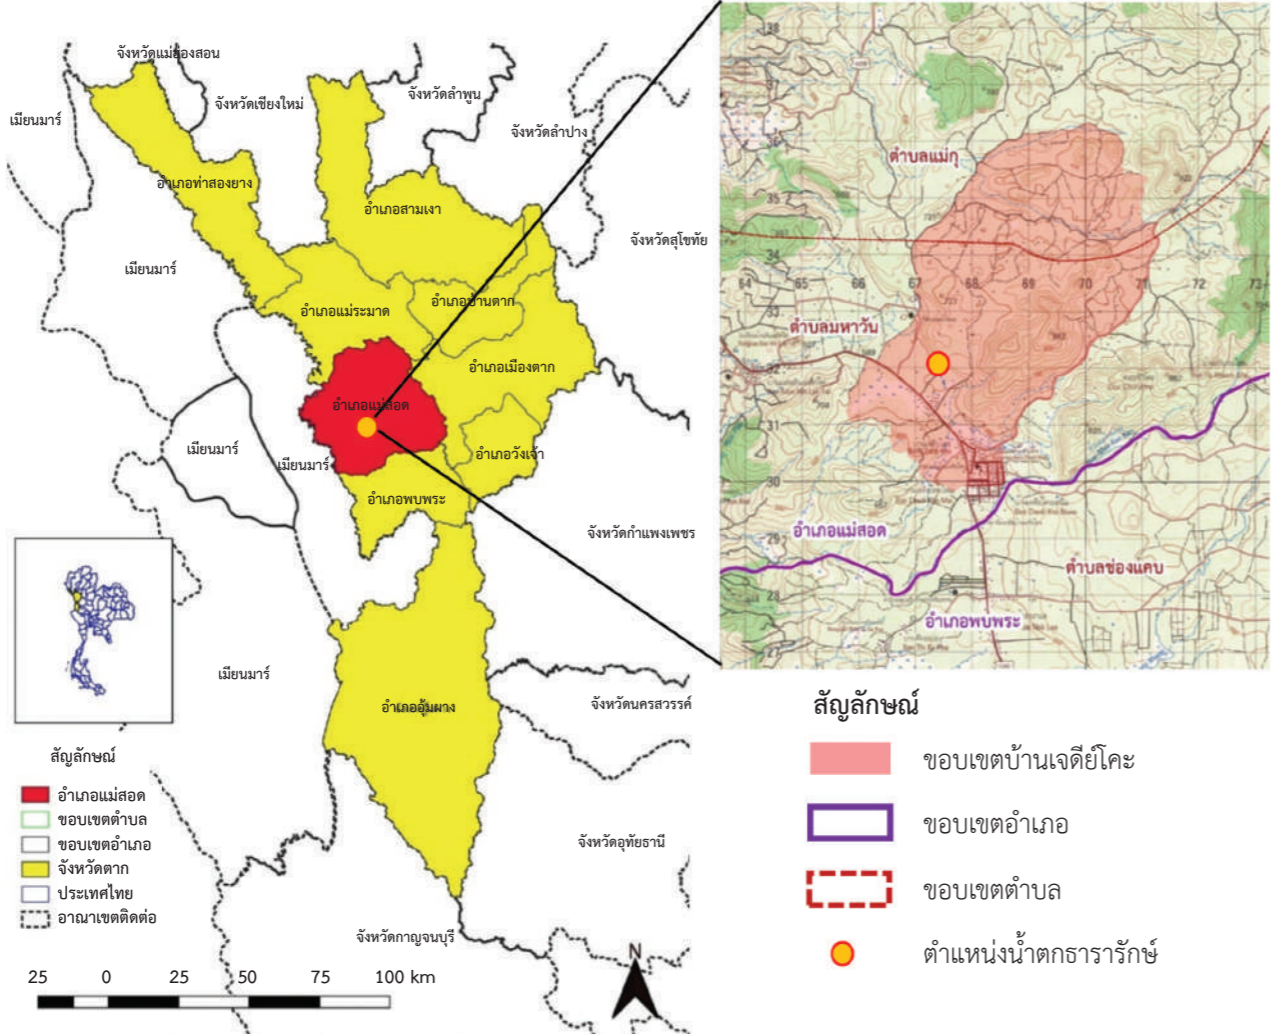 จังหวัดแม่ฮ่องสอน
จังหวัดเชียงใหม่
จังหวัดลำพูน
จังหวัดลำปาง
เมียนมาร์
อำเภอท่าสองยาง
อำเภอสามเงา
จังหวัดสุโขทัย
เมียนมาร์
อำเภอบ้านตาก
อำเภอแม่ระมาด
อำเภอเมืองตาก
อำเภอแม่สอด
เมียนมาร์
เมียนมาร์
อำเภอวังเจ้า
อำเภอพบพระ
จังหวัดกำแพงเพชร
เมียนมาร์
อำเภออุ้มผาง
จังหวัดนครสวรรค์
จังหวัดอุทัยธานี
จังหวัดกาญจนบุรี
สัญลักษณ์
อำเภอแม่สอด
ขอบเขตตำบล
ขอบเขตอำเภอ
จังหวัดตาก
ประเทศไทย
อาณาเขตติดต่อ
25 0 25 50 75 100 km
N
38
36
ตำบลแม่กุ
35
34
64 65 66 67 68 69 70 71 72 73
33
ตำบลมหาวัน
32
31
30
29
อำเภอแม่สอด
ตำบลช่องแคบ
28
อำเภอพบพระ
สัญลักษณ์
ขอบเขตบ้านเจดีย์โคะ
ขอบเขตอำเภอ
ขอบเขตตำบล
ตำแหน่งน้ำตกธารารักษ์